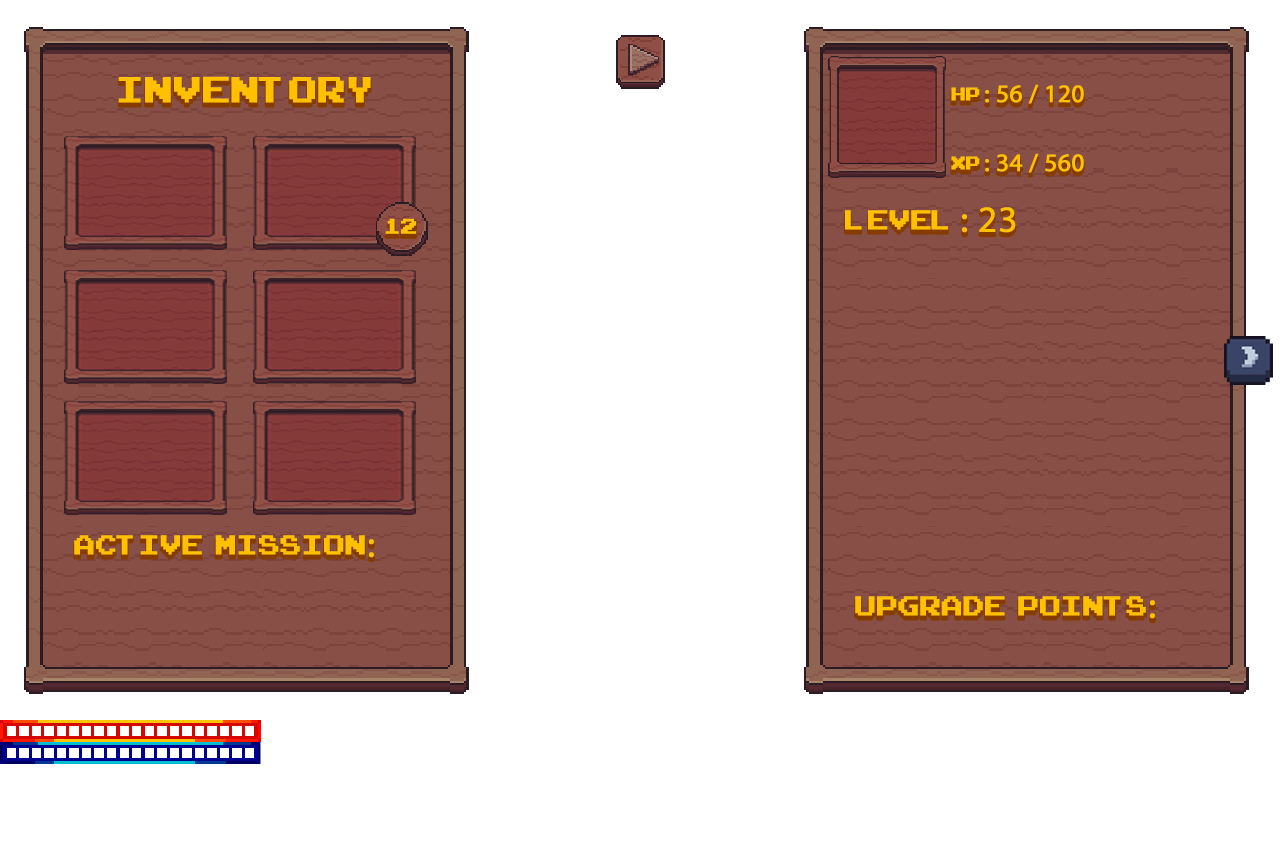 INVENTORY
12
ACTIVE MISSION:
HP: 56 / 120
XP: 34 / 560
LEVEL : 23
UPGRADE POINTS: